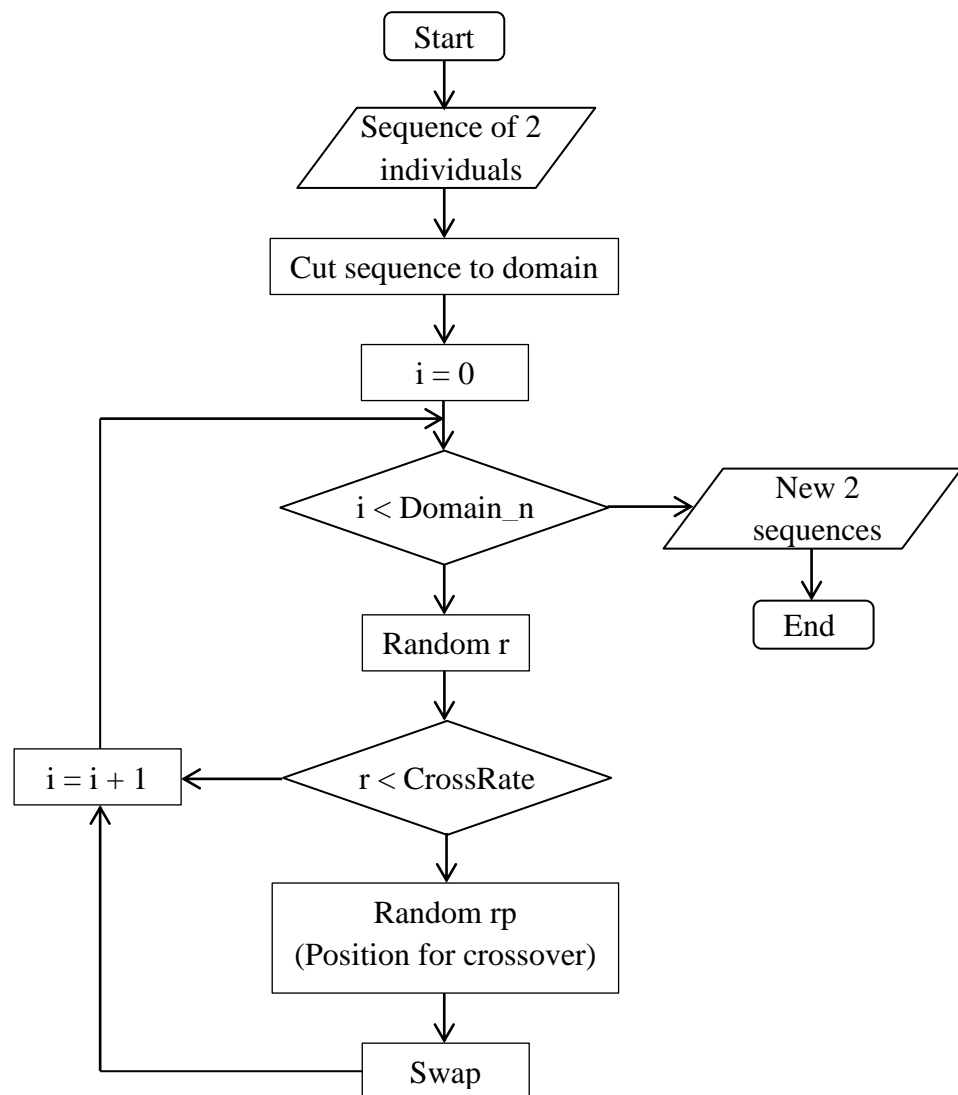 Start
Sequence of 2
individuals
Cut sequence to domain
i = 0
i < Domain_n
New 2
sequences
End
Random r
r < CrossRate
i = i + 1
Random rp
(Position for crossover)
Swap